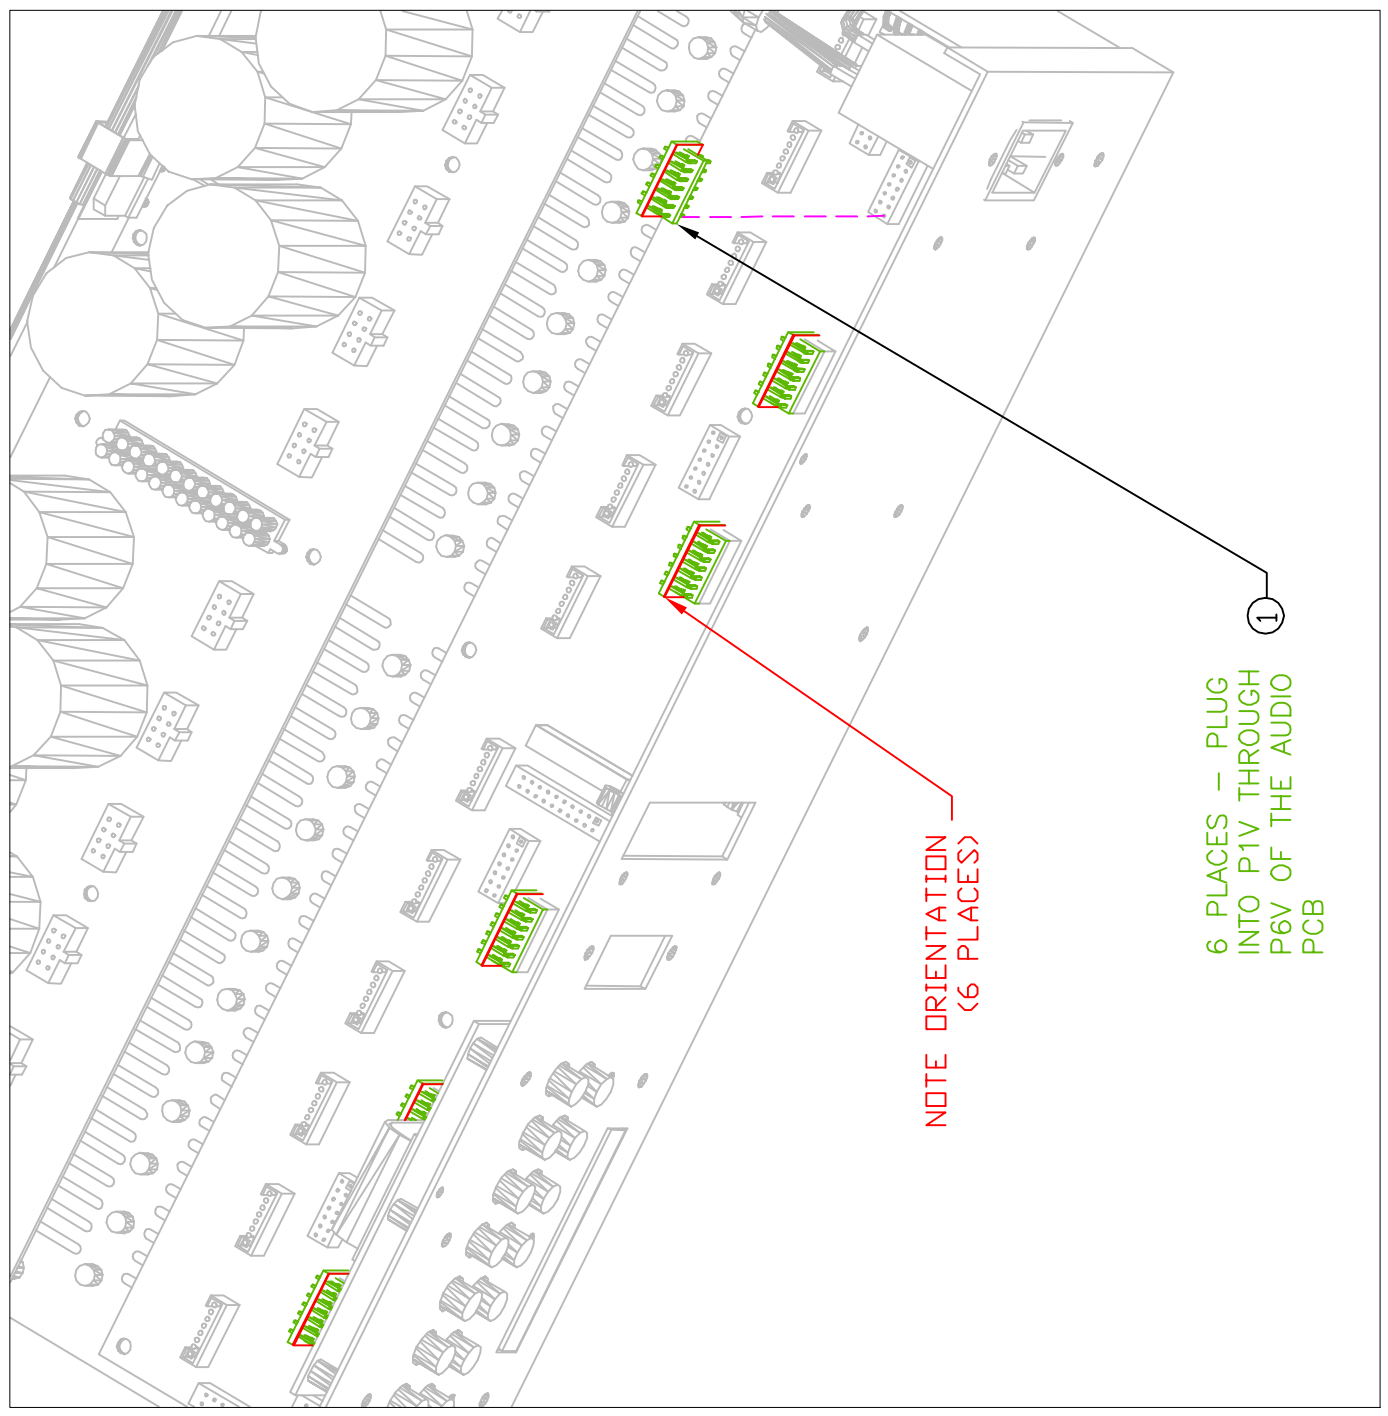 1
6 PLACES – PLUG
INTO P1V THROUGH
P6V OF THE AUDIO
PCB
NOTE ORIENTATION
(6 PLACES)